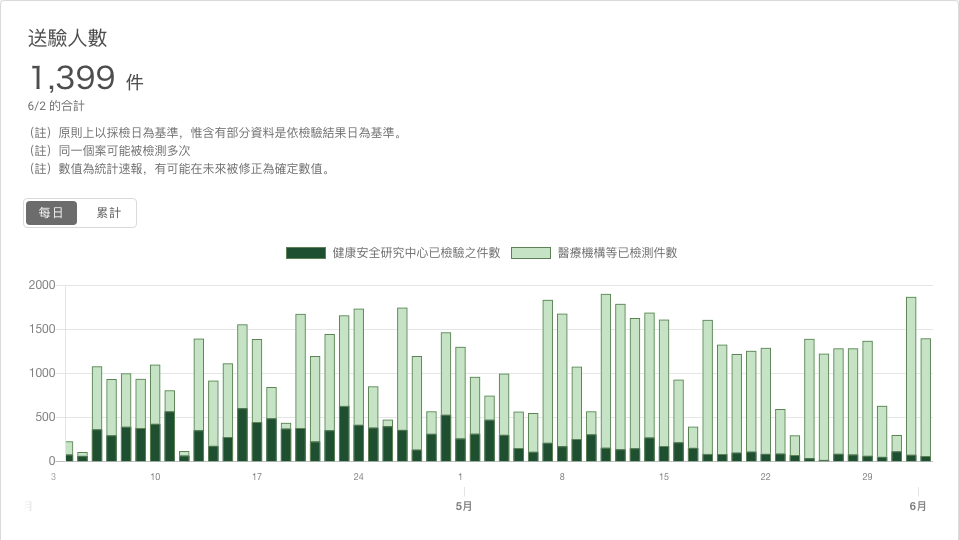 送驗人數
1,399 件
6/2 的合計
（註）原則上以採檢日為基準，惟含有部分資料是依檢驗結果日為基準。
（註）同一個案可能被檢測多次
（註）數值為統計速報，有可能在未來被修正為確定數值。
每日 累計
健康安全研究中心已檢驗之件數 醫療機構等已檢測件數
2000
1500
1000
500
0
3 10 17 24 1 8 15 22 29
月 5月 6月